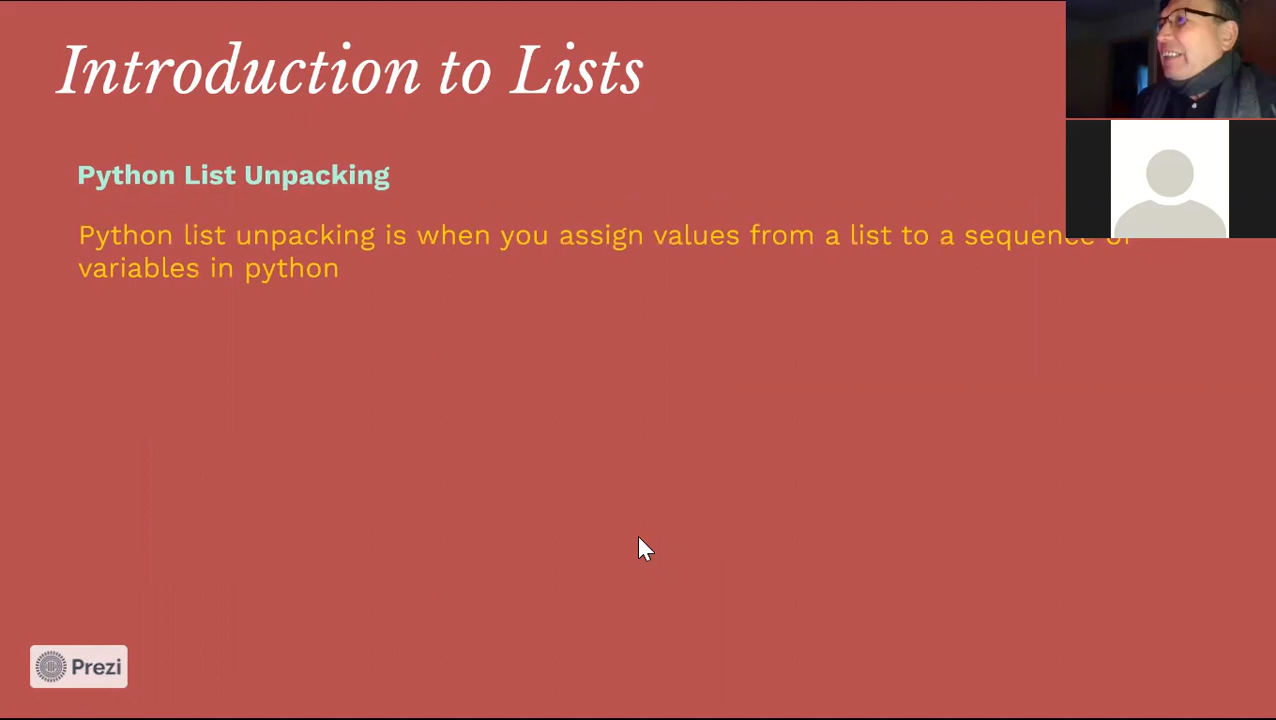 Introduction to Lists
Python List Unpacking
Python list unpacking is when you assign values from a list to a sequence of
variables in python
Prezi